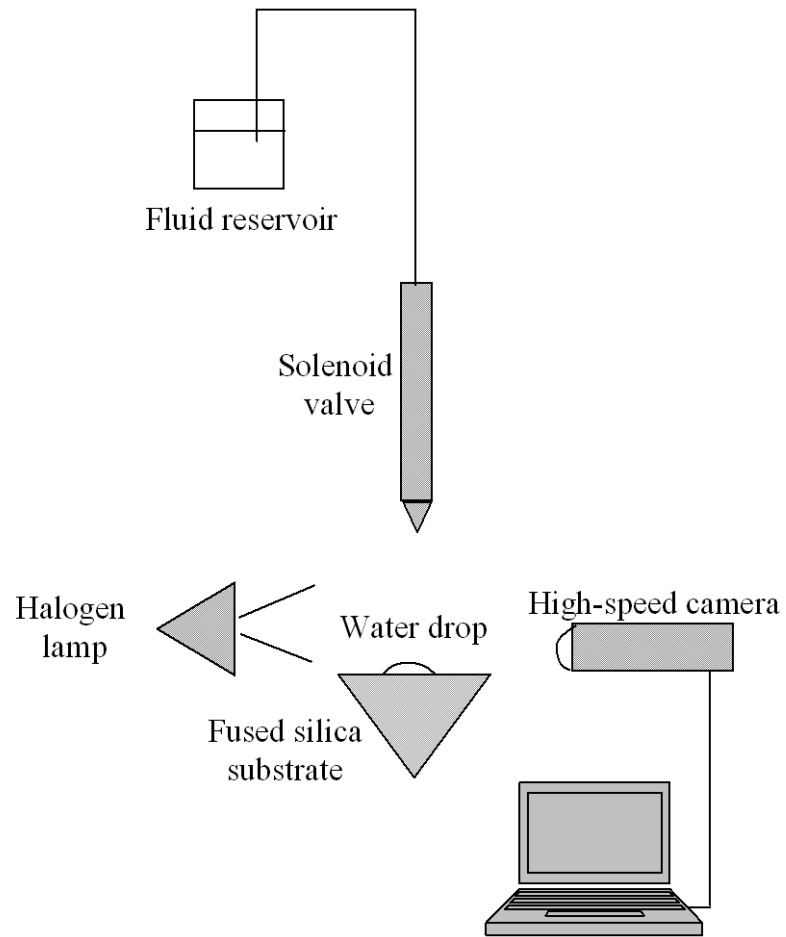 Fluid reservoir
Solenoid
valve
Halogen
lamp
Water drop
High-speed camera
Fused silica
substrate